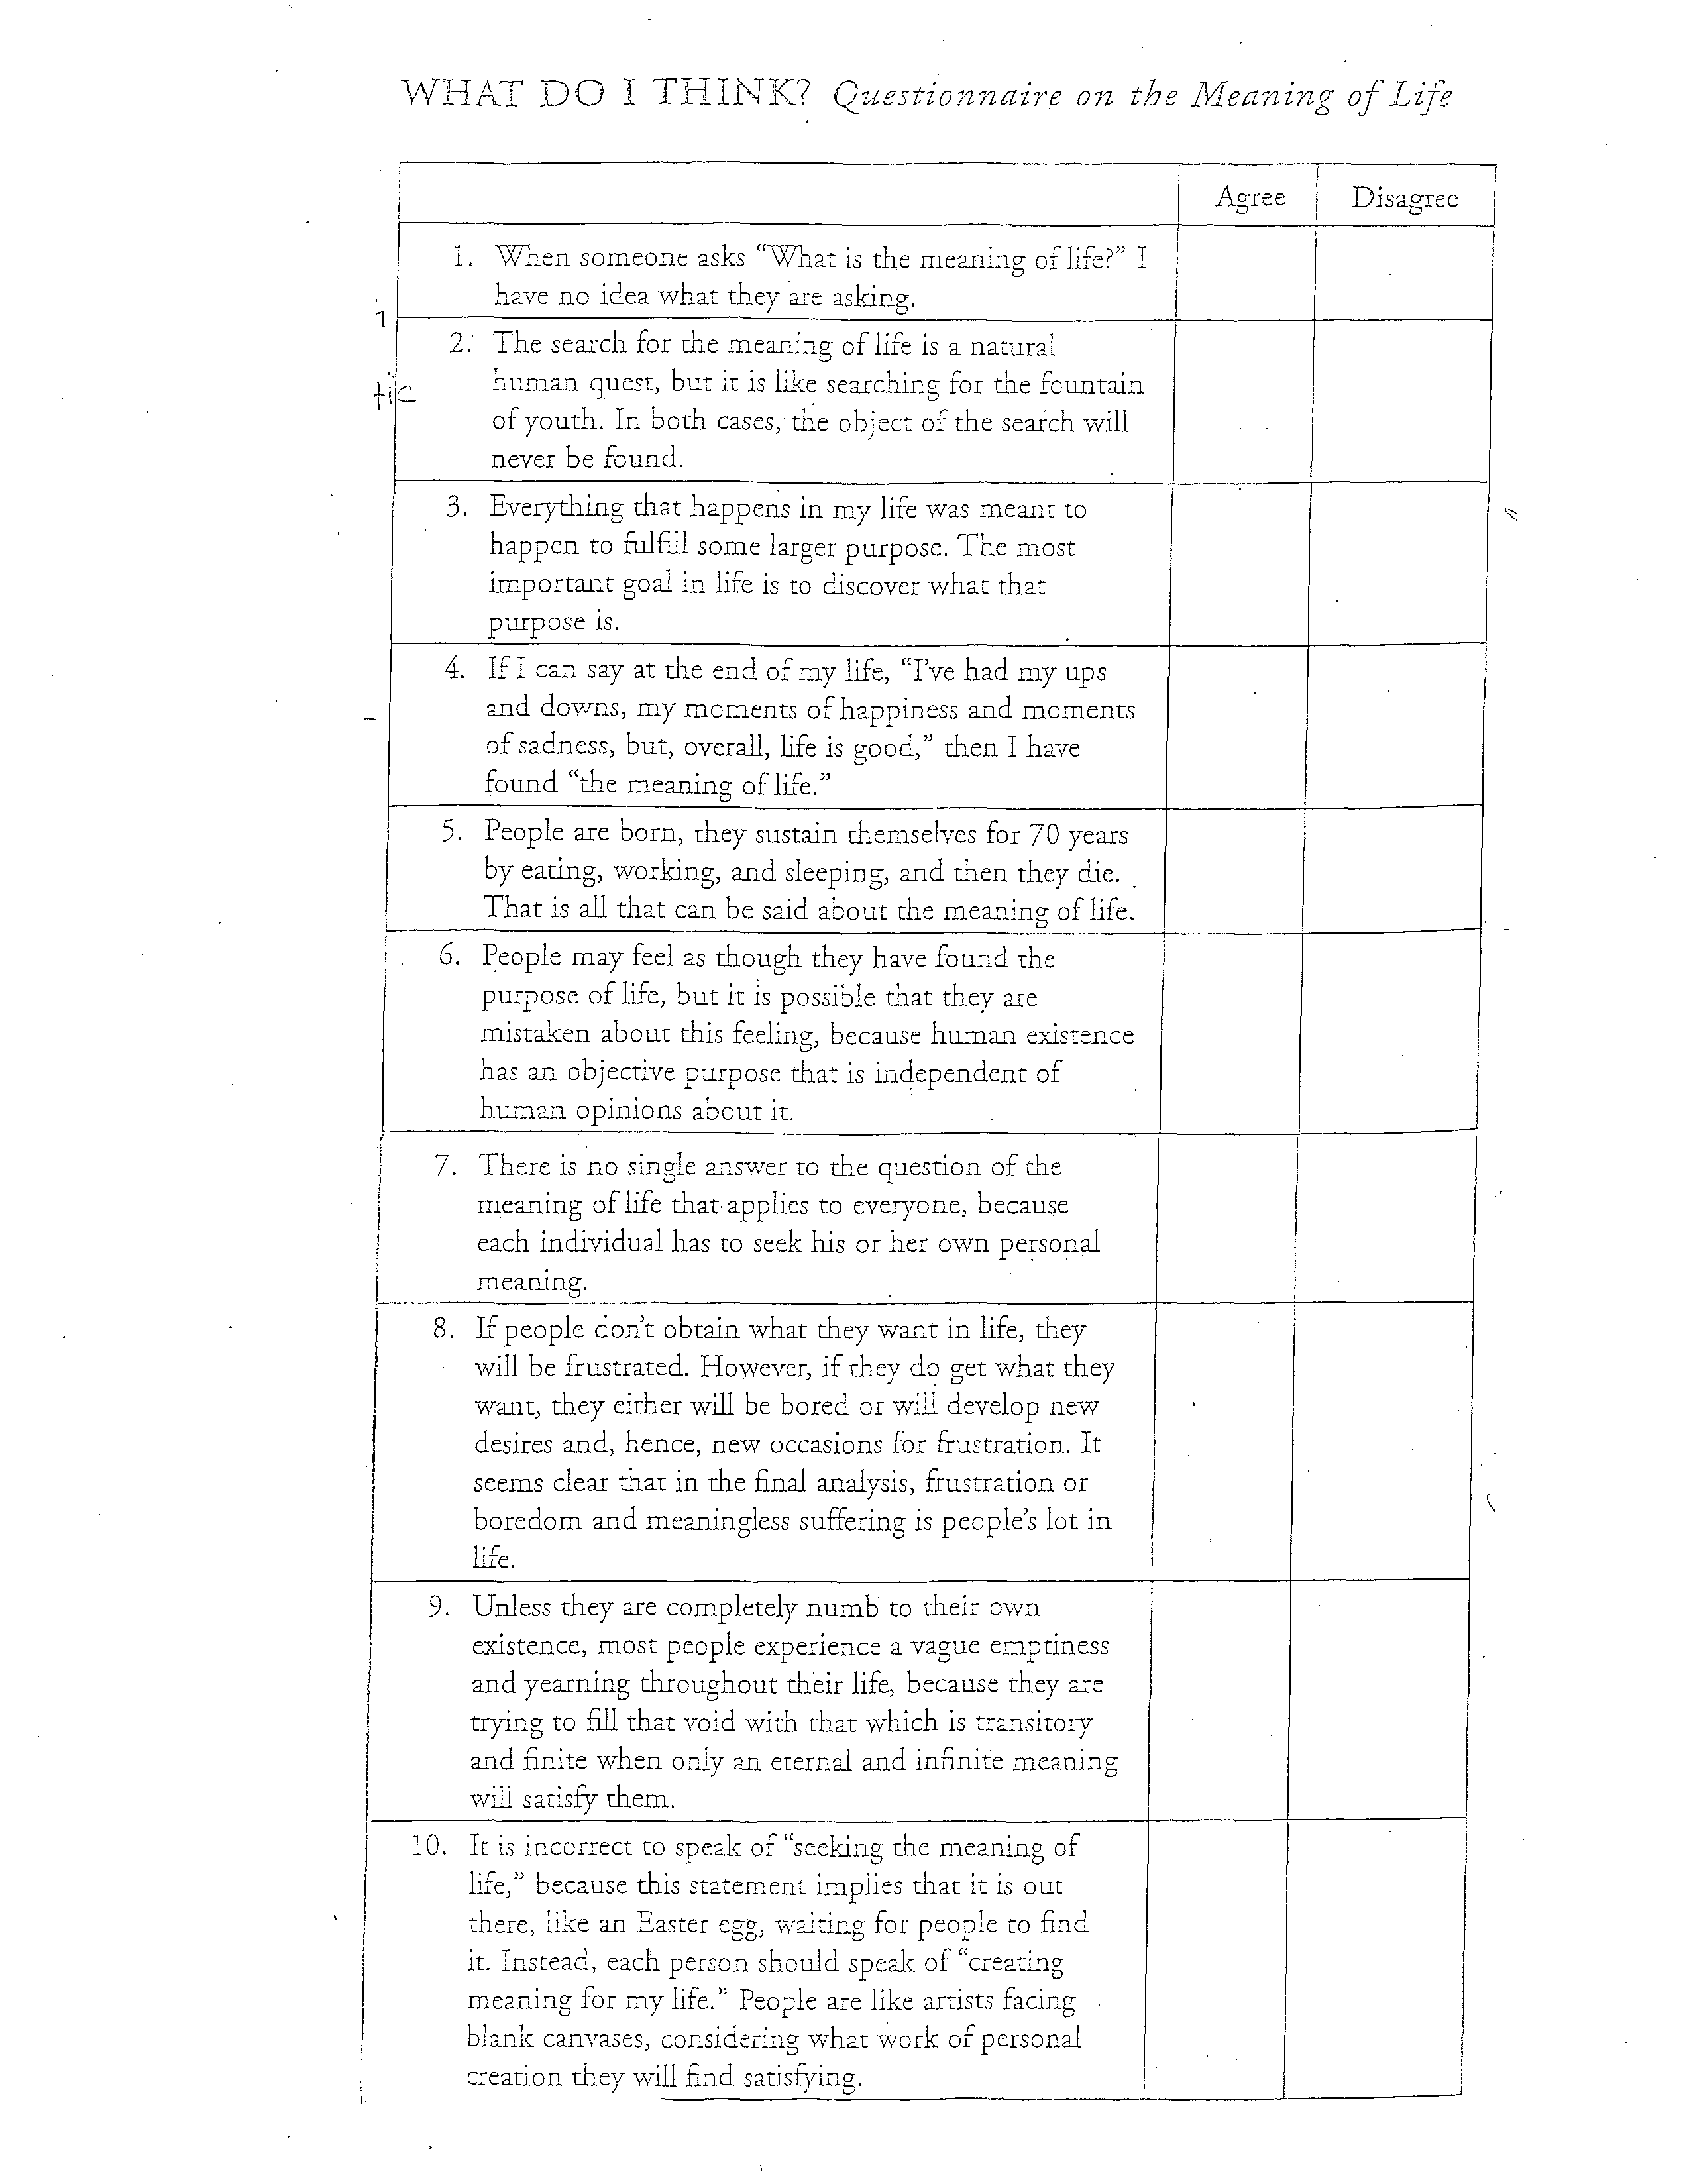 WHAT DO I THINK? Questionnaire on the Meaning of Life
Agree Disagree
1. When someone asks “What is the meaning of life?” I
have no idea what they are asking.
2. The search for the meaning of life is a natural
human quest, but it is like searching for the fountain
of youth. In both cases, the object of the search will
never be found.
tic
3. Everything that happens in my life was meant to
happen to fulfill some larger purpose. The most
important goal in life is to discover what that
purpose is.
4. If I can say at the end of my life, “I’ve had my ups
and downs, my moments of happiness and moments
of sadness, but, overall, life is good,” then I have
found “the meaning of life.”
5. People are born, they sustain themselves for 70 years
by eating, working, and sleeping, and then they die.
That is all that can be said about the meaning of life.
6. People may feel as though they have found the
purpose of life, but it is possible that they are
mistaken about this feeling, because human existence
has an objective purpose that is independent of
human opinions about it.
7. There is no single answer to the question of the
meaning of life that applies to everyone, because
each individual has to seek his or her own personal
meaning.
8. If people don’t obtain what they want in life, they
will be frustrated. However, if they do get what they
want, they either will be bored or will develop new
desires and, hence, new occasions for frustration. It
seems clear that in the final analysis, frustration or
boredom and meaningless suffering is people’s lot in
life.
9. Unless they are completely numb to their own
existence, most people experience a vague emptiness
and yearning throughout their life, because they are
trying to fill that void with that which is transitory
and finite when only an eternal and infinite meaning
will satisfy them.
10. It is incorrect to speak of “seeking the meaning of
life,” because this statement implies that it is out
there, like an Easter egg, waiting for people to find
it. Instead, each person should speak of “creating
meaning for my life.” People are like artists facing
blank canvases, considering what work of personal
creation they will find satisfying.